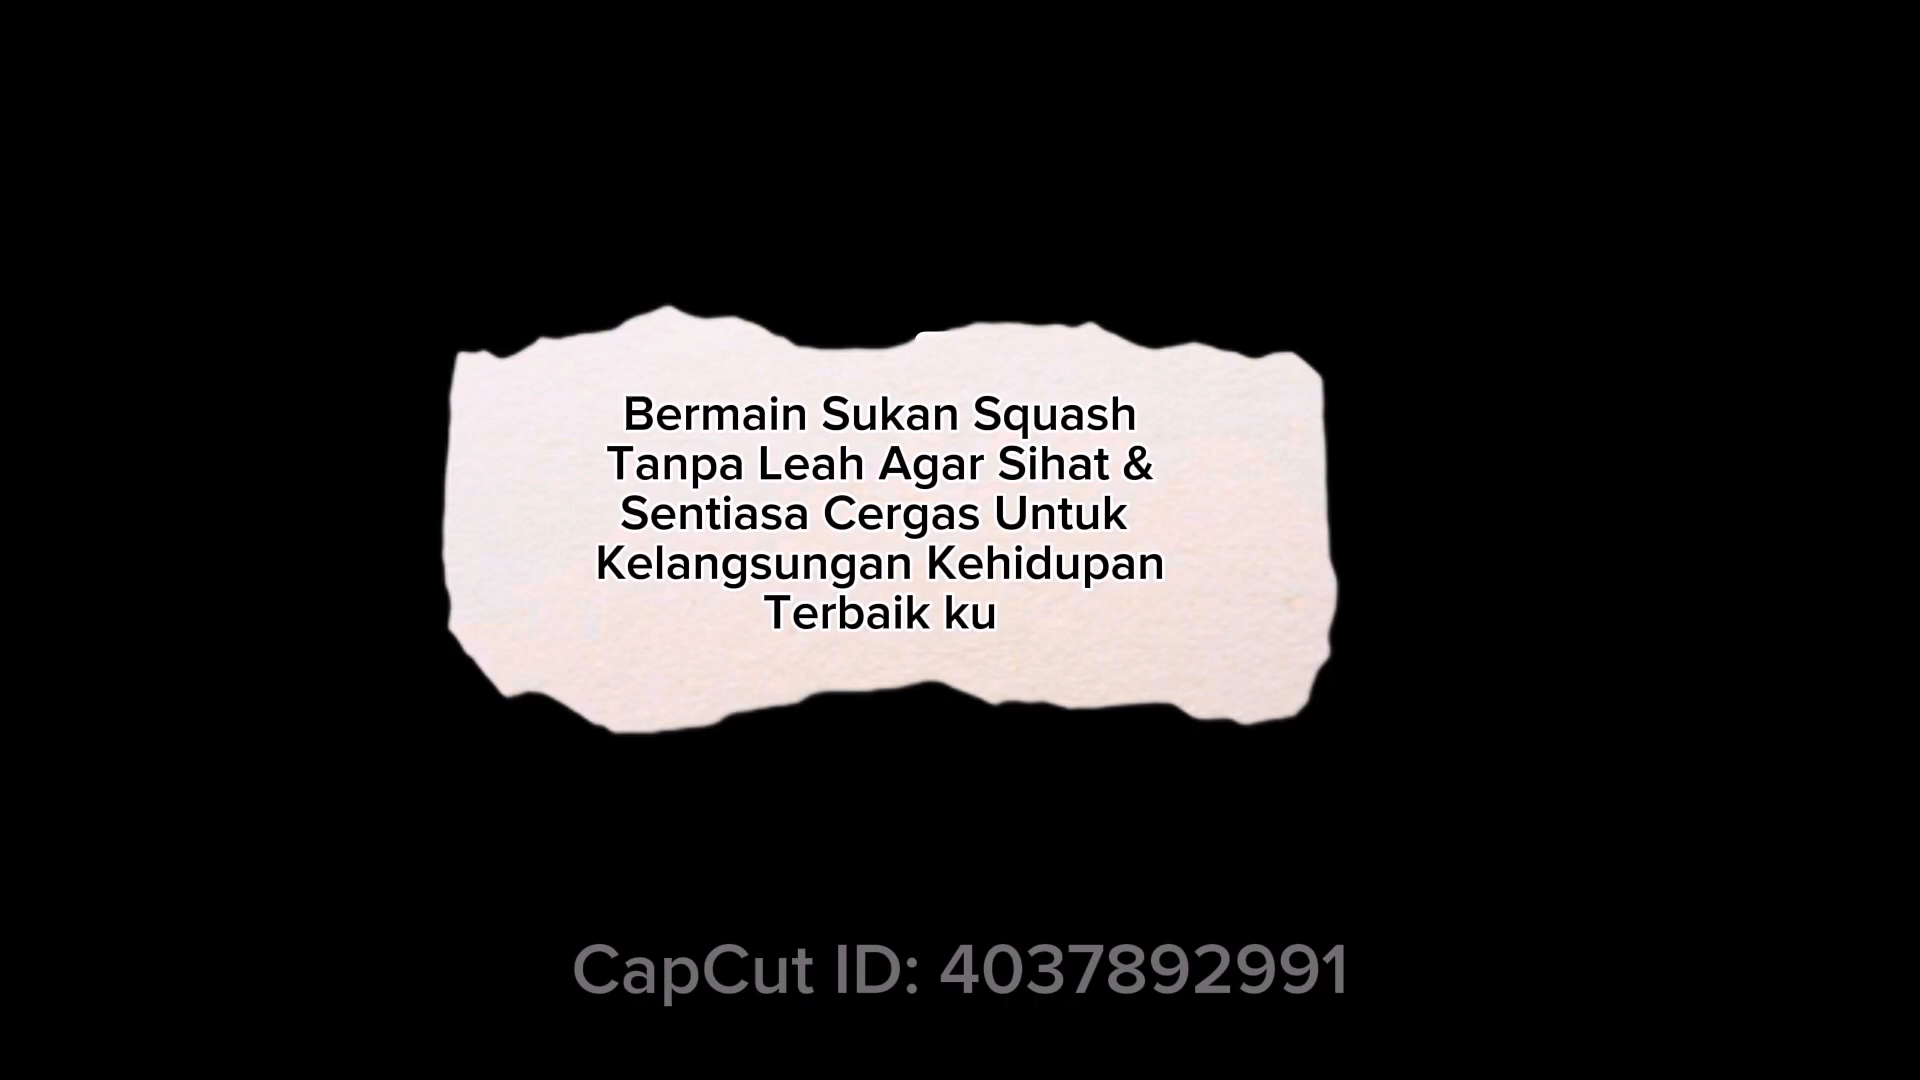 Bermain Sukan Squash
Tanpa Leah Agar Sihat &
Sentiasa Cergas Untuk
Kelangsungan Kehidupan
Terbaik ku
CapCut ID: 4037892991